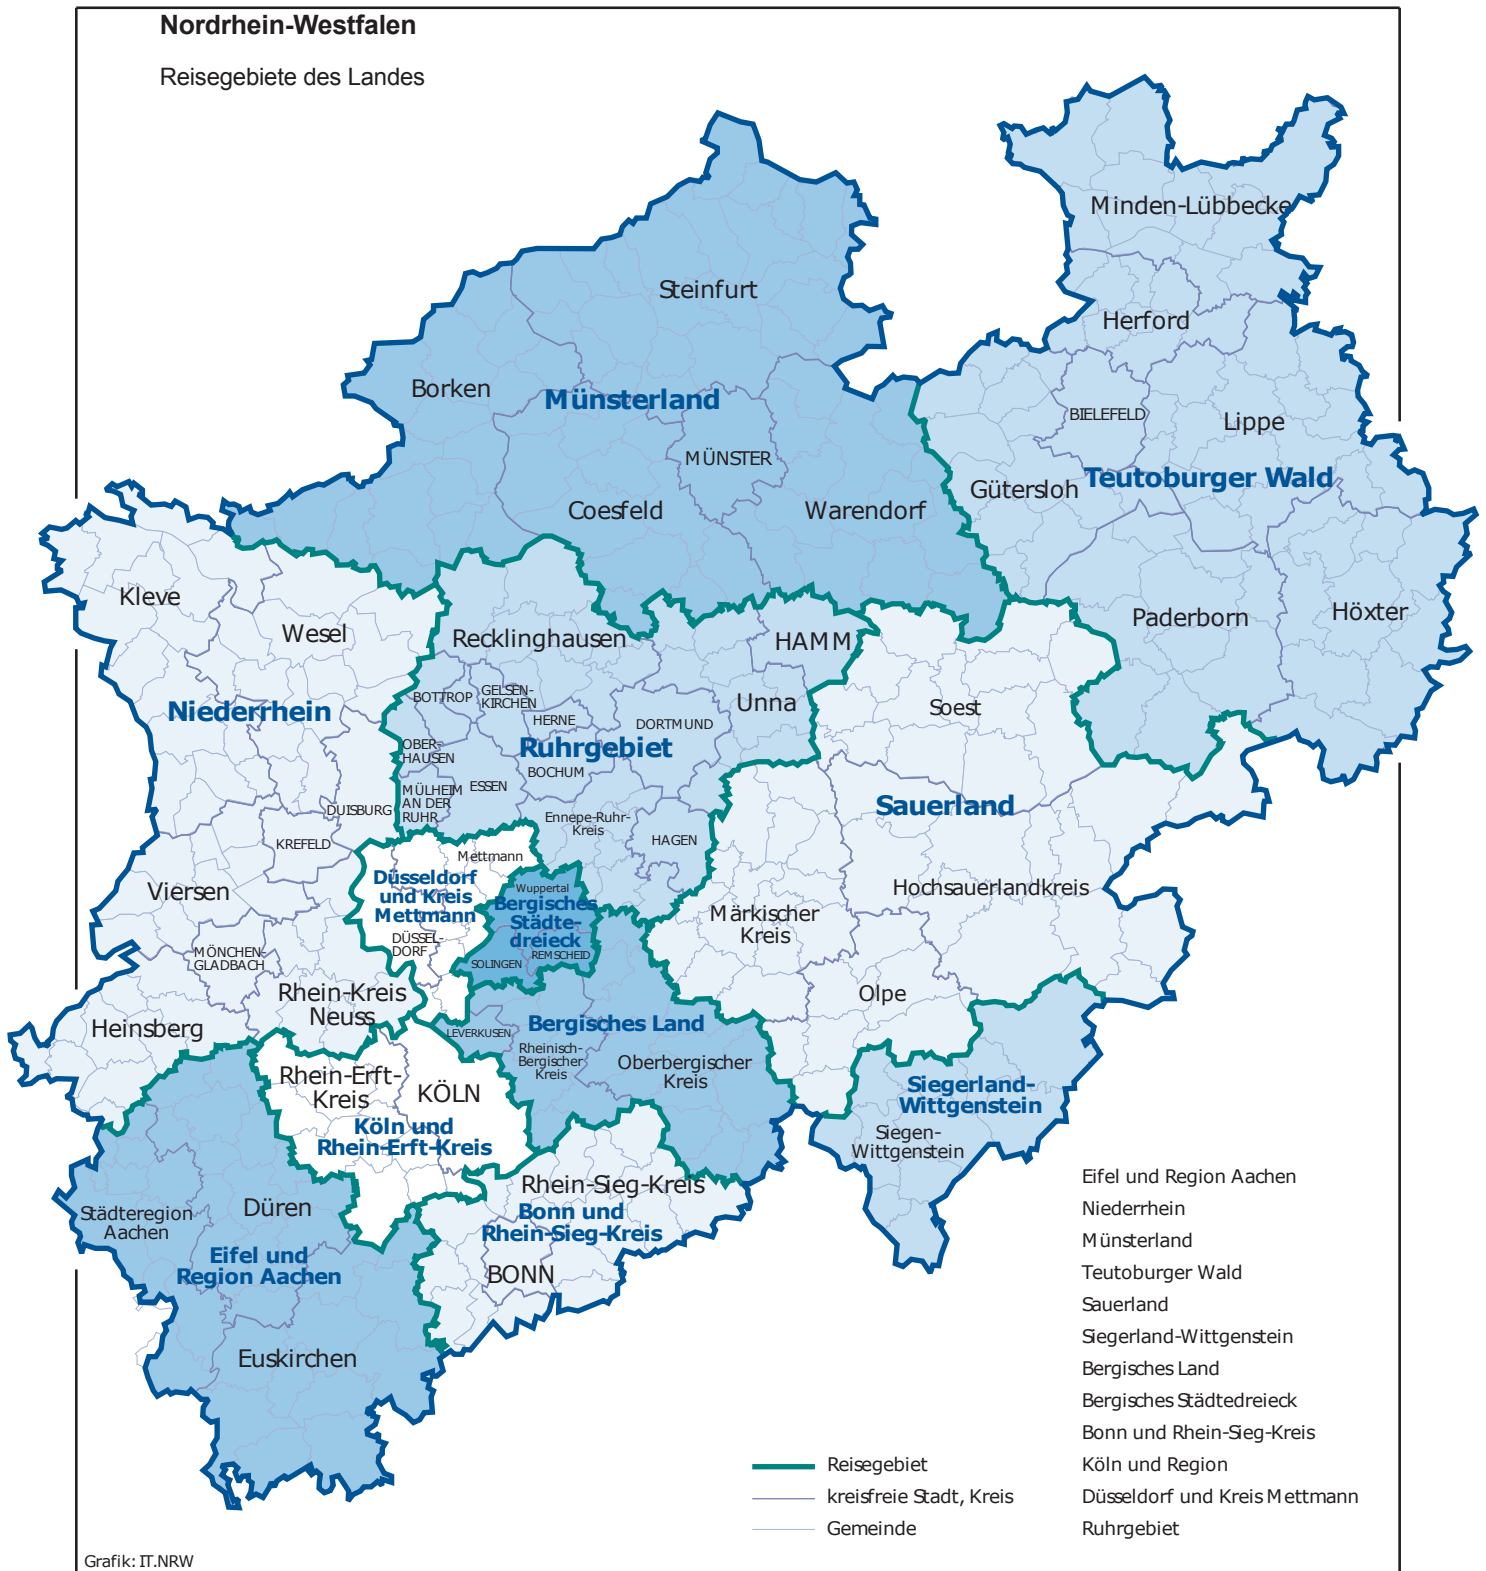 Nordrhein-Westfalen
Reisegebiete des Landes
Minden-Lübbecke
Steinfurt
Herford
Borken
Münsterland
BIELEFELD
Lippe
MÜNSTER
Teutoburger Wald
Gütersloh
Coesfeld
Warendorf
Kleve
Wesel
Recklinghausen
HAMM
Paderborn
Höxter
Niederrhein
BOTTROP
GELSEN-
KIRCHEN
HERNE
DORTMUND
Unna
Soest
OBER-
HAUSEN
Ruhrgebiet
BOCHUM
MÜLHEIM
AN DER
RUHR
ESSEN
DUISBURG
Sauerland
Ennepe-Ruhr-
Kreis
HAGEN
KREFELD
Mettmann
Viersen
Düsseldorf
und Kreis
Mettmann
Wuppertal
Bergisches
Städte-
dreieck
Hochsauerlandkreis
Märkischer
Kreis
MÖNCHEN-
GLADBACH
DÜSSEL-
DORF
SOLINGEN
REMSCHEID
Rhein-Kreis
Neuss
Olpe
Heinsberg
LEVERKUSEN
Bergisches Land
Rheinisch-
Bergischer
Kreis
Oberbergischer
Kreis
Rhein-Erft-
Kreis
KÖLN
Köln und
Rhein-Erft-Kreis
Siegerland-
Wittgenstein
Siegen-
Wittgenstein
Rhein-Sieg-Kreis
Bonn und
Rhein-Sieg-Kreis
BONN
Düren
Städteregion
Aachen
Eifel und
Region Aachen
Euskirchen
Eifel und Region Aachen
Niederrhein
Münsterland
Teutoburger Wald
Sauerland
Siegerland-Wittgenstein
Bergisches Land
Bergisches Städtedreieck
Bonn und Rhein-Sieg-Kreis
Köln und Region
Düsseldorf und Kreis Mettmann
Ruhrgebiet
Reisegebiet
kreisfreie Stadt, Kreis
Gemeinde
Grafik: IT.NRW